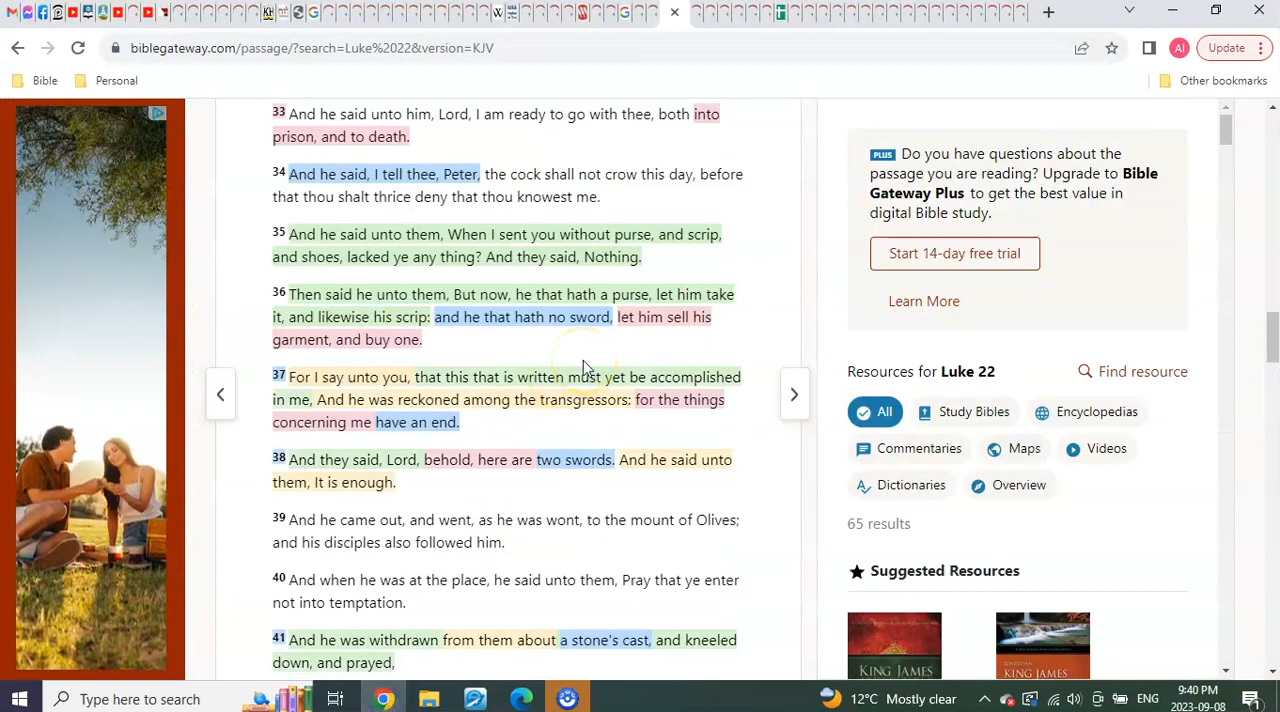 biblegateway.com/passage/?search=Luke%2022&version=KJV
AI
Update
Bible
Personal
Other bookmarks
33 And he said unto him, Lord, I am ready to go with thee, both into
prison, and to death.
34 And he said, I tell thee, Peter, the cock shall not crow this day, before
that thou shalt thrice deny that thou knowest me.
35 And he said unto them, When I sent you without purse, and scrip,
and shoes, lacked ye any thing? And they said, Nothing.
36 Then said he unto them, But now, he that hath a purse, let him take
it, and likewise his scrip: and he that hath no sword, let him sell his
garment, and buy one.
37 For I say unto you, that this that is written must yet be accomplished
in me, And he was reckoned among the transgressors: for the things
concerning me have an end.
38 And they said, Lord, behold, here are two swords. And he said unto
them, It is enough.
39 And he came out, and went, as he was wont, to the mount of Olives;
and his disciples also followed him.
40 And when he was at the place, he said unto them, Pray that ye enter
not into temptation.
41 And he was withdrawn from them about a stone's cast, and kneeled
down, and prayed,
PLUS Do you have questions about the
passage you are reading? Upgrade to Bible
Gateway Plus to get the best value in
digital Bible study.
Start 14-day free trial
Learn More
Resources for Luke 22
Find resource
All
Study Bibles
Encyclopedias
Commentaries
Maps
Videos
Dictionaries
Overview
65 results
Suggested Resources
KING JAMES
KING JAMES
Type here to search
12°C Mostly clear
ENG
9:40 PM
2023-09-08
1